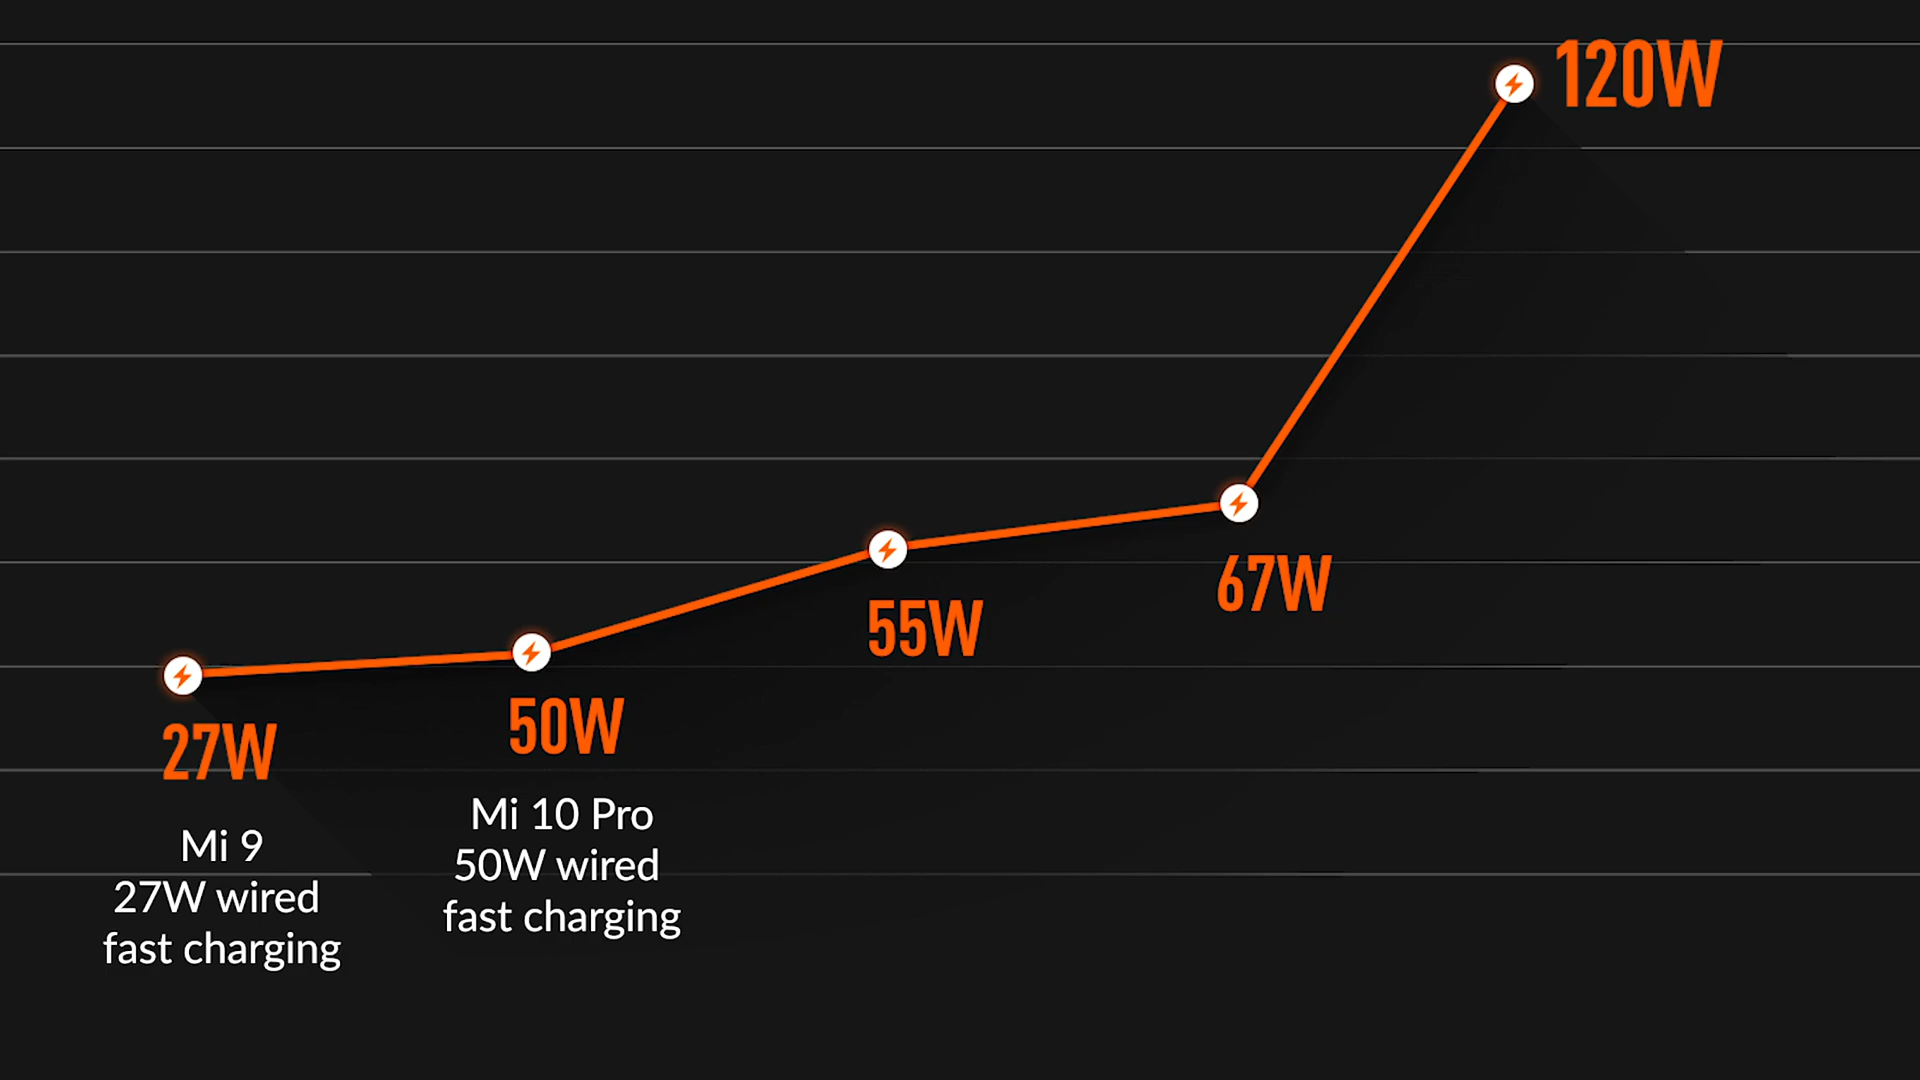 120W
67W
55W
50W
27W
Mi 10 Pro
50W wired
fast charging
Mi 9
27W wired
fast charging